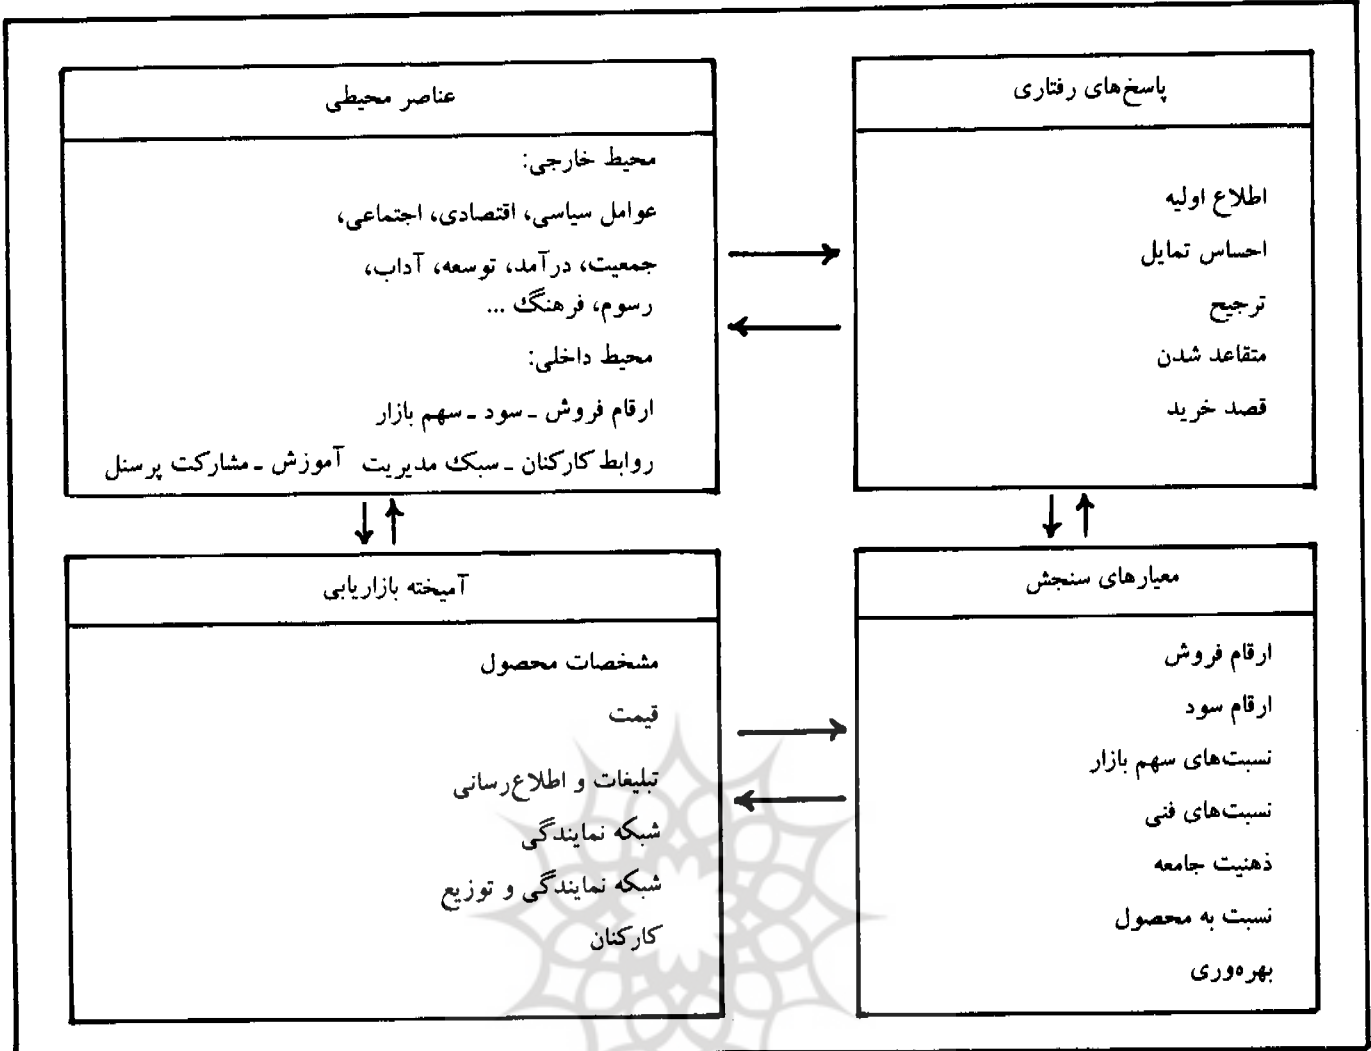 پاسخ‌های رفتاری
اطلاع اولیه
احساس تمایل
ترجیح
متقاعد شدن
قصد خرید
عناصر محیطی
محیط خارجی:
عوامل سیاسی، اقتصادی، اجتماعی،
جمعیت، درآمد، توسعه، آداب،
رسوم، فرهنگ ...
محیط داخلی:
ارقام فروش ـ سود ـ سهم بازار
روابط کارکنان ـ سبک مدیریت آموزش ـ مشارکت پرسنل
معیارهای سنجش
ارقام فروش
ارقام سود
نسبت‌های سهم بازار
نسبت‌های فنی
ذهنیت جامعه
نسبت به محصول
بهره‌وری
آمیخته بازاریابی
مشخصات محصول
قیمت
تبلیغات و اطلاع‌رسانی
شبکه نمایندگی
شبکه نمایندگی و توزیع
کارکنان